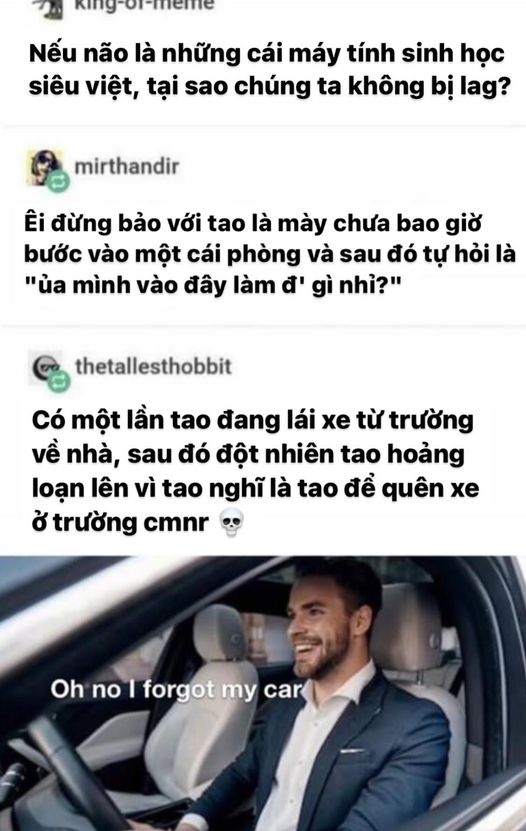 king-of-meme
Nếu não là những cái máy tính sinh học
siêu việt, tại sao chúng ta không bị lag?
mirthandir
Êi đừng bảo với tao là mày chưa bao giờ
bước vào một cái phòng và sau đó tự hỏi là
"ủa mình vào đây làm đ' gì nhỉ?"
thetallesthobbit
Có một lần tao đang lái xe từ trường
về nhà, sau đó đột nhiên tao hoảng
loạn lên vì tao nghĩ là tao để quên xe
ở trường cmnr 💀
Oh no I forgot my car